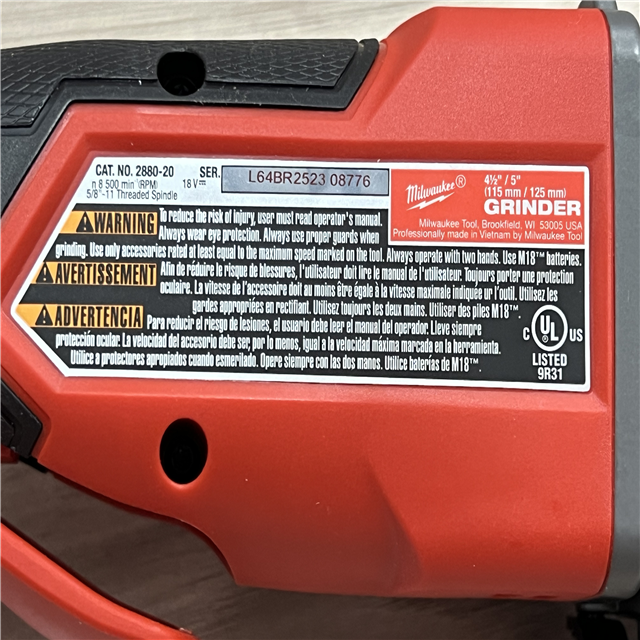 CAT. NO. 2880-20 SER. L64BR2523 08776
n 8 500 min⁻¹(RPM) 18 V⎓
5/8"-11 Threaded Spindle
Milwaukee®
4½" / 5"
(115 mm / 125 mm)
GRINDER
Milwaukee Tool, Brookfield, WI 53005 USA
Professionally made in Vietnam by Milwaukee Tool
WARNING To reduce the risk of injury, user must read operator's manual.
Always wear eye protection. Always use proper guards when
grinding. Use only accessories rated at least equal to the maximum speed marked on the tool. Always operate with two hands. Use M18™ batteries.
AVERTISSEMENT Afin de réduire le risque de blessures, l'utilisateur doit lire le manuel de l'utilisateur. Toujours porter une protection
oculaire. La vitesse de l'accessoire doit au moins être égale à la vitesse maximale indiquée sur l'outil. Utilisez les
gardes appropriées en rectifiant. Utilisez toujours les deux mains. Utiliser des piles M18™.
ADVERTENCIA Para reducir el riesgo de lesiones, el usuario debe leer el manual del operador. Lleve siempre
protección ocular. La velocidad del accesorio debe ser, por lo menos, igual a la velocidad máxima marcada en la herramienta.
Utilice a protectores apropiados cuando esmerilado. Opere siempre con las dos manos. Utilice baterías de M18™.
C UL US
LISTED
9R31